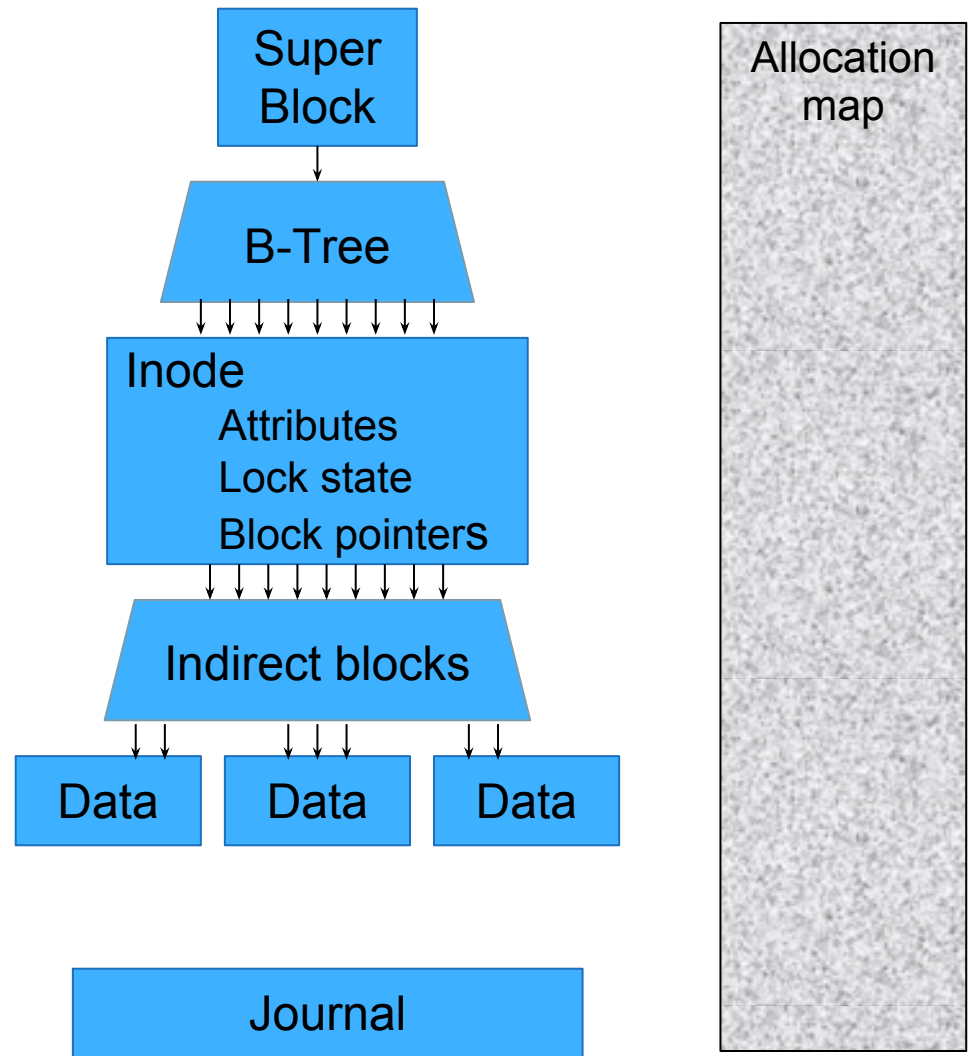 Super
Block
B-Tree
Inode
Attributes
Lock state
Block pointers
Indirect blocks
Data Data Data
Journal
Allocation
map